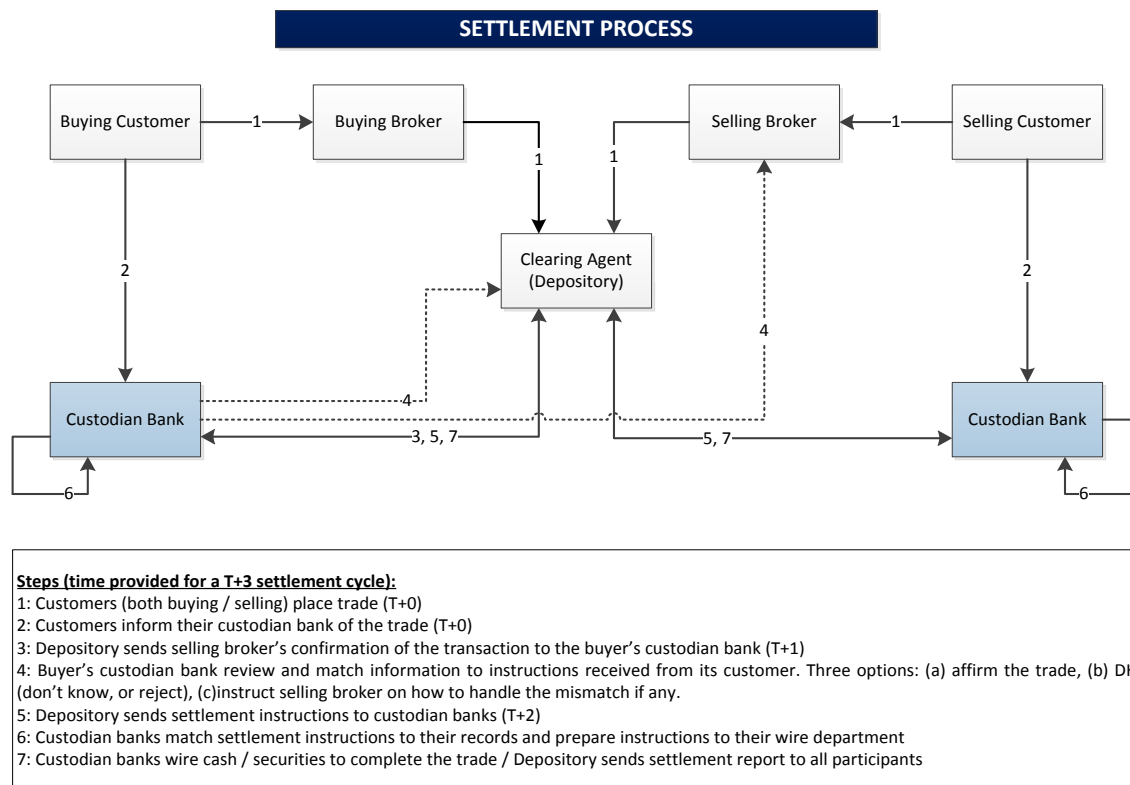 SETTLEMENT PROCESS
Buying Customer
1
Buying Broker
Selling Broker
1
Selling Customer
1
1
Clearing Agent
(Depository)
2
2
4
4
Custodian Bank
Custodian Bank
3, 5, 7
5, 7
6
6
Steps (time provided for a T+3 settlement cycle):
1: Customers (both buying / selling) place trade (T+0)
2: Customers inform their custodian bank of the trade (T+0)
3: Depository sends selling broker’s confirmation of the transaction to the buyer’s custodian bank (T+1)
4: Buyer’s custodian bank review and match information to instructions received from its customer. Three options: (a) affirm the trade, (b)
(don’t know, or reject), (c)instruct selling broker on how to handle the mismatch if any.
5: Depository sends settlement instructions to custodian banks (T+2)
6: Custodian banks match settlement instructions to their records and prepare instructions to their wire department
7: Custodian banks wire cash / securities to complete the trade / Depository sends settlement report to all participants